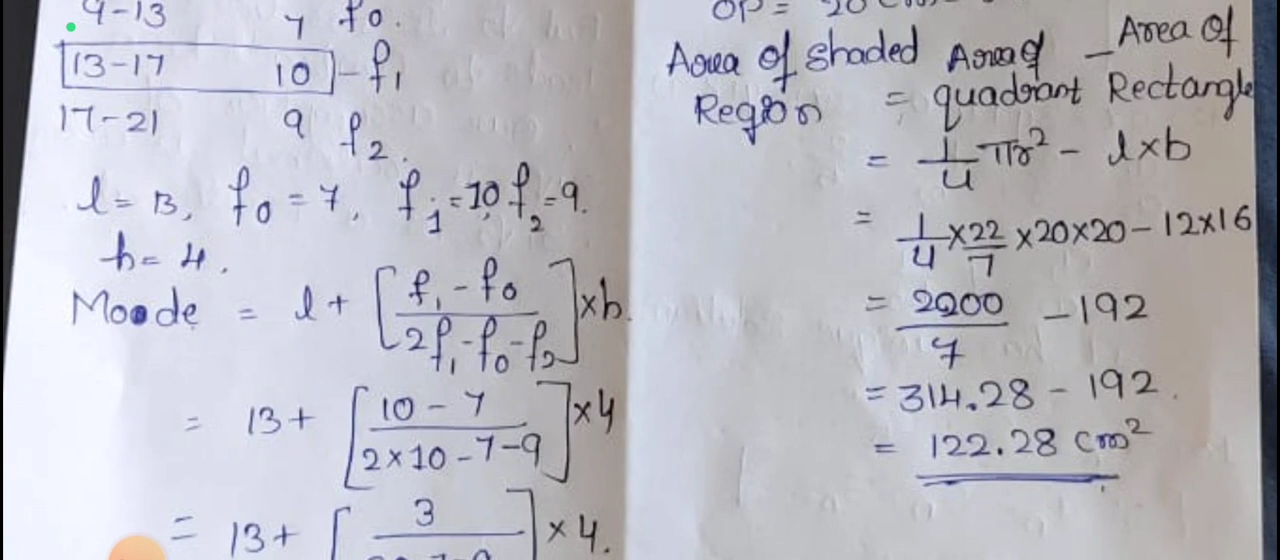 9-13 7 f0.
13-17 10 - f1
17-21 9 f2.
l = 13, f0 = 7, f1 = 10, f2 = 9.
h = 4.
Moode = l + [f1 - f0 / 2f1 - f0 - f2] × h.
= 13 + [10 - 7 / 2×10 - 7 - 9] × 4
= 13 + [3 / ] × 4.
OP = 20
Area of shaded Region = Area of quadrant - Area Of Rectangle
= 1/4 πr² - l×b
= 1/4 × 22/7 × 20×20 - 12×16
= 2200/7 - 192
= 314.28 - 192.
= 122.28 cm²